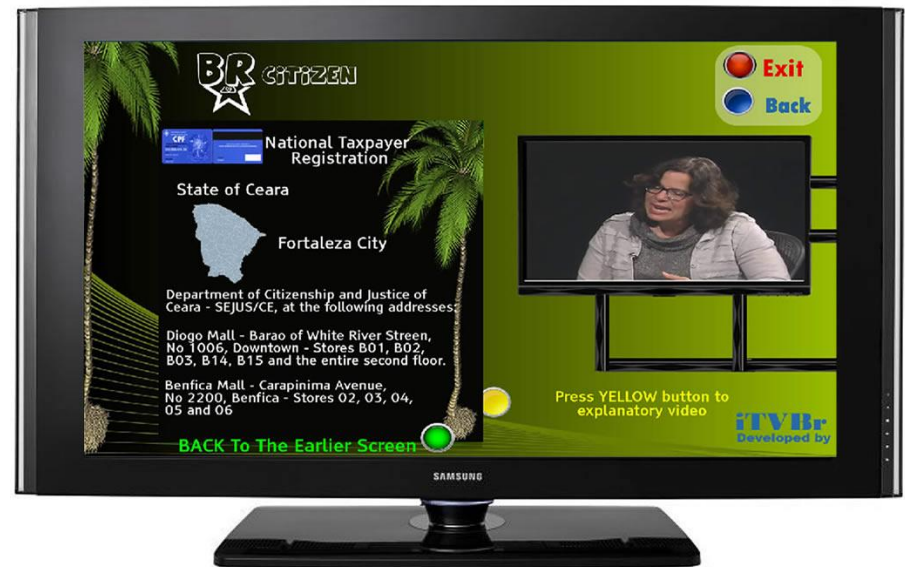 BR CiTiZEN
Exit
Back
CPF
National Taxpayer
Registration
State of Ceara
Fortaleza City
Department of Citizenship and Justice of
Ceara - SEJUS/CE, at the following addresses:
Diogo Mall - Barao of White River Streen,
No 1006, Downtown - Stores B01, B02,
B03, B14, B15 and the entire second floor.
Benfica Mall - Carapinima Avenue,
No 2200, Benfica - Stores 02, 03, 04,
05 and 06
BACK To The Earlier Screen
Press YELLOW button to
explanatory video
iTVBr
Developed by
SAMSUNG